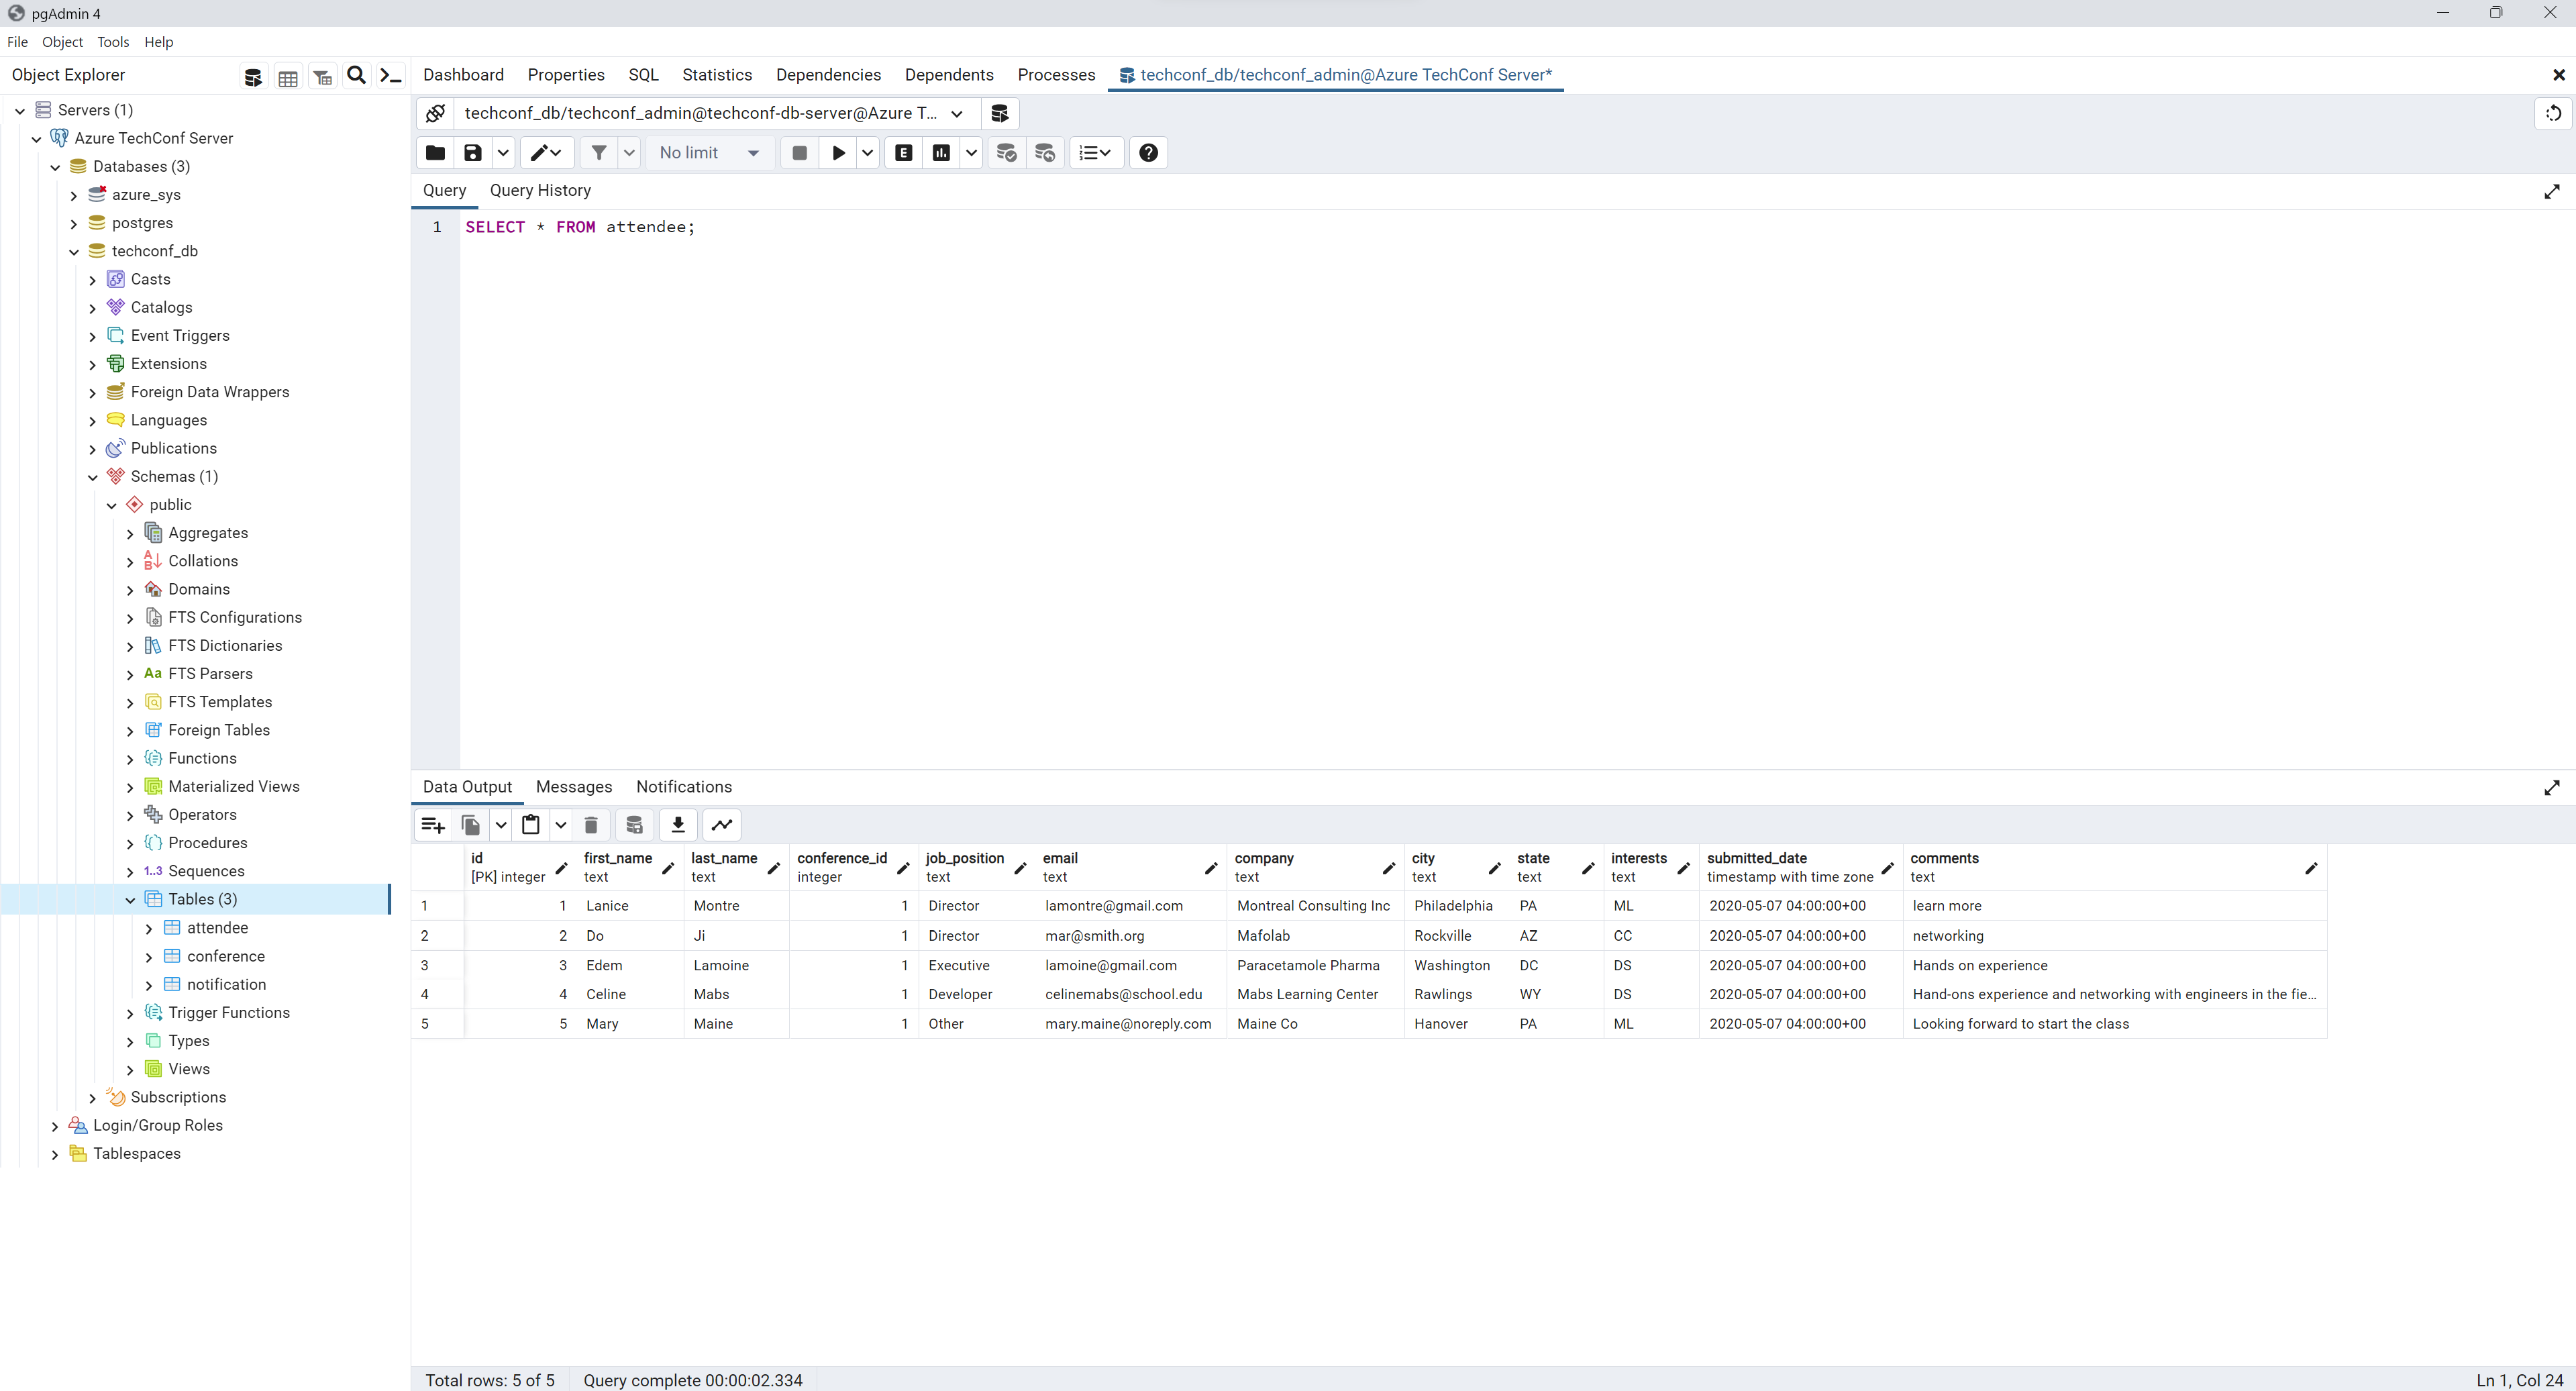 pgAdmin 4
File Object Tools Help
Object Explorer
Dashboard Properties SQL Statistics Dependencies Dependents Processes techconf_db/techconf_admin@Azure TechConf Server*
techconf_db/techconf_admin@techconf-db-server@Azure T...
No limit
E
Query Query History
1 SELECT * FROM attendee;
Servers (1)
Azure TechConf Server
Databases (3)
azure_sys
postgres
techconf_db
Casts
Catalogs
Event Triggers
Extensions
Foreign Data Wrappers
Languages
Publications
Schemas (1)
public
Aggregates
Collations
Domains
FTS Configurations
FTS Dictionaries
Aa FTS Parsers
FTS Templates
Foreign Tables
Functions
Materialized Views
Operators
Procedures
1..3 Sequences
Tables (3)
attendee
conference
notification
Trigger Functions
Types
Views
Subscriptions
Login/Group Roles
Tablespaces
Data Output Messages Notifications
id first_name last_name conference_id job_position email company city state interests submitted_date comments
[PK] integer text text integer text text text text text text timestamp with time zone text
1 1 Lanice Montre 1 Director lamontre@gmail.com Montreal Consulting Inc Philadelphia PA ML 2020-05-07 04:00:00+00 learn more
2 2 Do Ji 1 Director mar@smith.org Mafolab Rockville AZ CC 2020-05-07 04:00:00+00 networking
3 3 Edem Lamoine 1 Executive lamoine@gmail.com Paracetamole Pharma Washington DC DS 2020-05-07 04:00:00+00 Hands on experience
4 4 Celine Mabs 1 Developer celinemabs@school.edu Mabs Learning Center Rawlings WY DS 2020-05-07 04:00:00+00 Hand-ons experience and networking with engineers in the fie...
5 5 Mary Maine 1 Other mary.maine@noreply.com Maine Co Hanover PA ML 2020-05-07 04:00:00+00 Looking forward to start the class
Total rows: 5 of 5 Query complete 00:00:02.334 Ln 1, Col 24